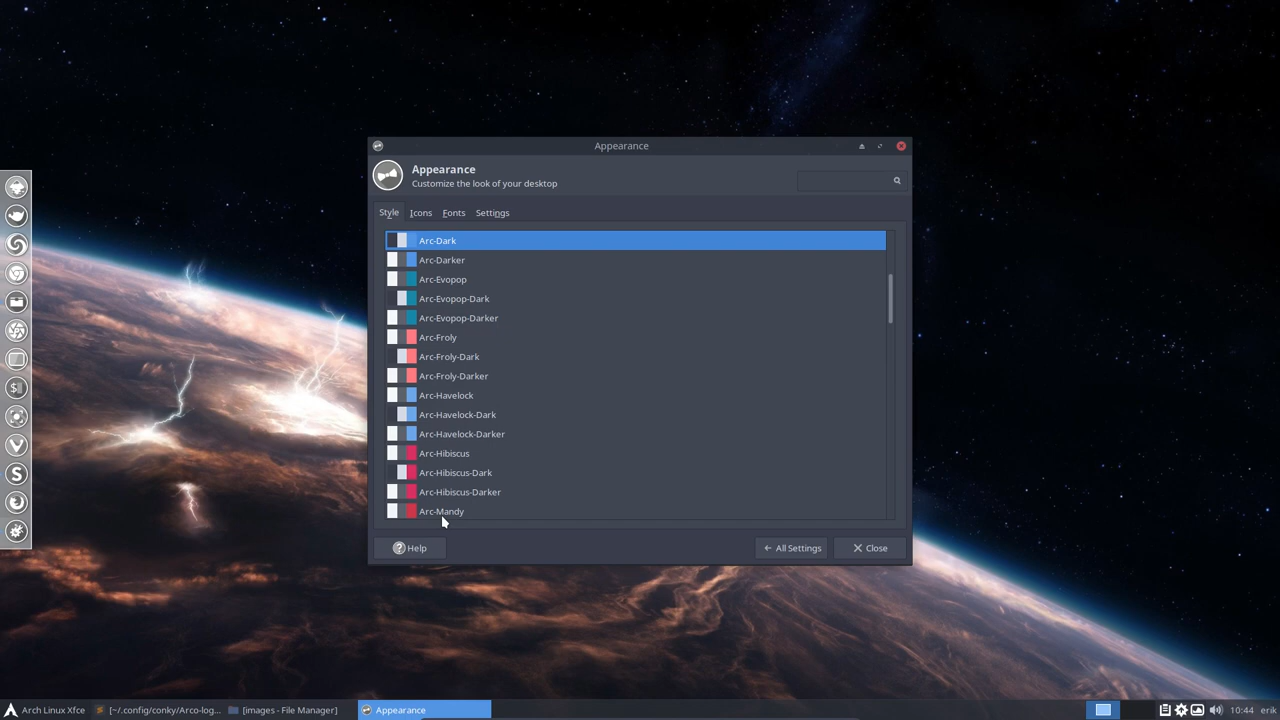 Appearance
Appearance
Customize the look of your desktop
Style
Icons
Fonts
Settings
Arc-Dark
Arc-Darker
Arc-Evopop
Arc-Evopop-Dark
Arc-Evopop-Darker
Arc-Froly
Arc-Froly-Dark
Arc-Froly-Darker
Arc-Havelock
Arc-Havelock-Dark
Arc-Havelock-Darker
Arc-Hibiscus
Arc-Hibiscus-Dark
Arc-Hibiscus-Darker
Arc-Mandy
Help
All Settings
Close
Arch Linux Xfce
[~/.config/conky/Arco-log...
[images - File Manager]
Appearance
10:44
erik